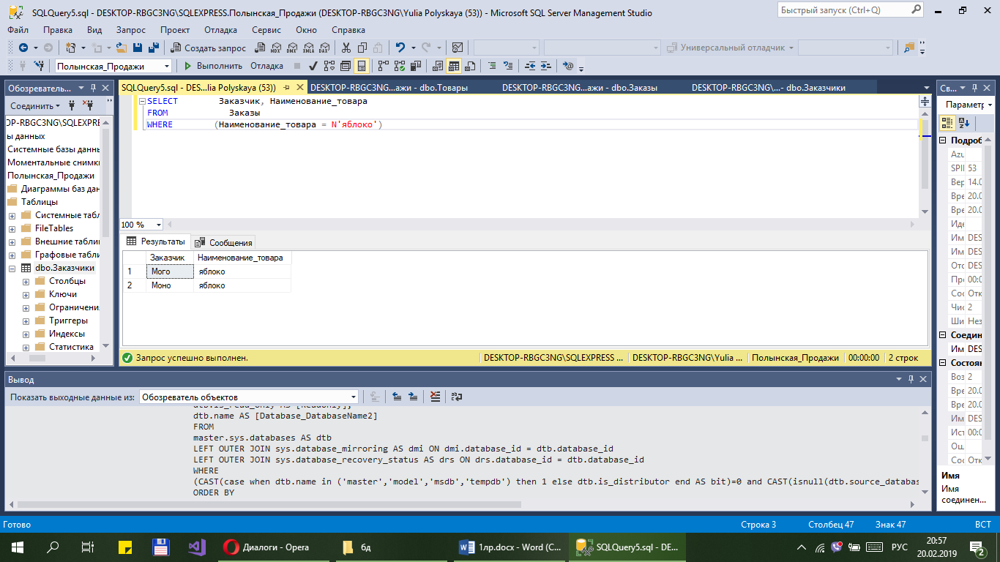 SQLQuery5.sql - DESKTOP-RBGC3NG\SQLEXPRESS.Полынская_Продажи (DESKTOP-RBGC3NG\Yulia Polyskaya (53)) - Microsoft SQL Server Management Studio
Быстрый запуск (Ctrl+Q)
Файл Правка Вид Запрос Проект Отладка Сервис Окно Справка
Создать запрос MDX DMX XMLA DAX Универсальный отладчик
Полынская_Продажи Выполнить Отладка
Обозреватель...
SQLQuery5.sql - DES...lia Polyskaya (53)) DESKTOP-RBGC3NG...ажи - dbo.Товары DESKTOP-RBGC3NG...ажи - dbo.Заказы DESKTOP-RBGC3NG\...- dbo.Заказчики
Св...
Соединить
OP-RBGC3NG\SQLEXPRE
ы данных
Системные базы данн
Моментальные снимк
Полынская_Продажи
Диаграммы баз дан
Таблицы
Системные табл
FileTables
Внешние таблиц
Графовые табли
dbo.Заказчики
Столбцы
Ключи
Ограничени
Триггеры
Индексы
Статистика
SELECT Заказчик, Наименование_товара
FROM Заказы
WHERE (Наименование_товара = N'яблоко')
100 %
Результаты Сообщения
Заказчик Наименование_товара
1 Мого яблоко
2 Моно яблоко
Запрос успешно выполнен. DESKTOP-RBGC3NG\SQLEXPRESS ... DESKTOP-RBGC3NG\Yulia ... Полынская_Продажи 00:00:00 2 строк
Параметр
Подроб
Azu
SPII 53
Вер 14.0
Вре 20.0
Вре 20.0
Иде
Им DES
Им DES
Отс DES
Про 00:0
Сос Отк
Чис 2
Ши Нез
Соедин
Им DES
Состоян
Воз 2
Вре 20.0
Вре 20.0
Им DES
Ист 00:0
Ош
Сос Отк
Имя
Имя
соединен...
Вывод
Показать выходные данные из: Обозреватель объектов
dtb.is_read_only AS [ReadOnly],
dtb.name AS [Database_DatabaseName2]
FROM
master.sys.databases AS dtb
LEFT OUTER JOIN sys.database_mirroring AS dmi ON dmi.database_id = dtb.database_id
LEFT OUTER JOIN sys.database_recovery_status AS drs ON drs.database_id = dtb.database_id
WHERE
(CAST(case when dtb.name in ('master','model','msdb','tempdb') then 1 else dtb.is_distributor end AS bit)=0 and CAST(isnull(dtb.source_databas
ORDER BY
Готово Строка 3 Столбец 47 Знак 47 ВСТ
Диалоги - Opera бд 1лр.docx - Word (С... SQLQuery5.sql - DE... РУС 20:57
20.02.2019
2